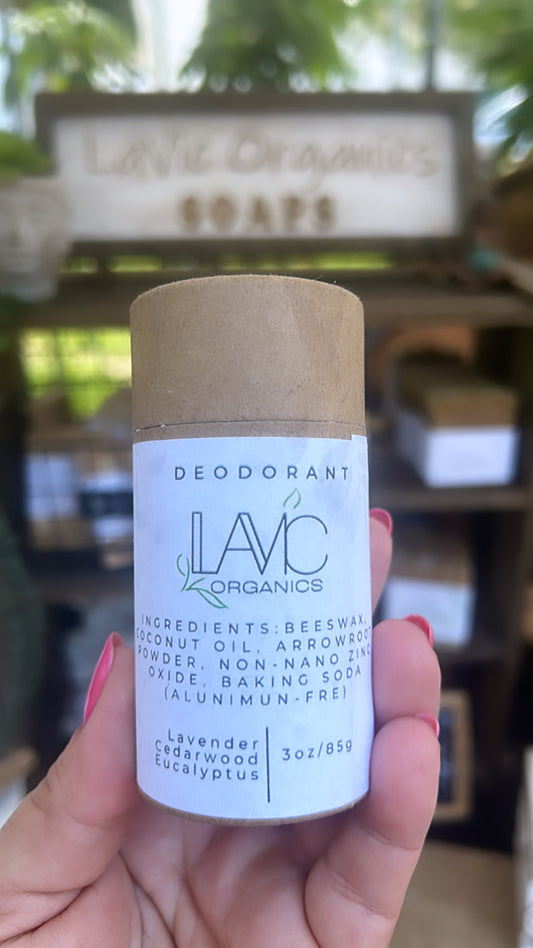 LaVic Organics
SOAPS
DEODORANT
LAVIC
ORGANICS
INGREDIENTS:BEESWAX,
COCONUT OIL, ARROWROOT
POWDER, NON-NANO ZINC
OXIDE, BAKING SODA
(ALUNIMUN-FRE)
Lavender
Cedarwood
Eucalyptus
3oz/85g